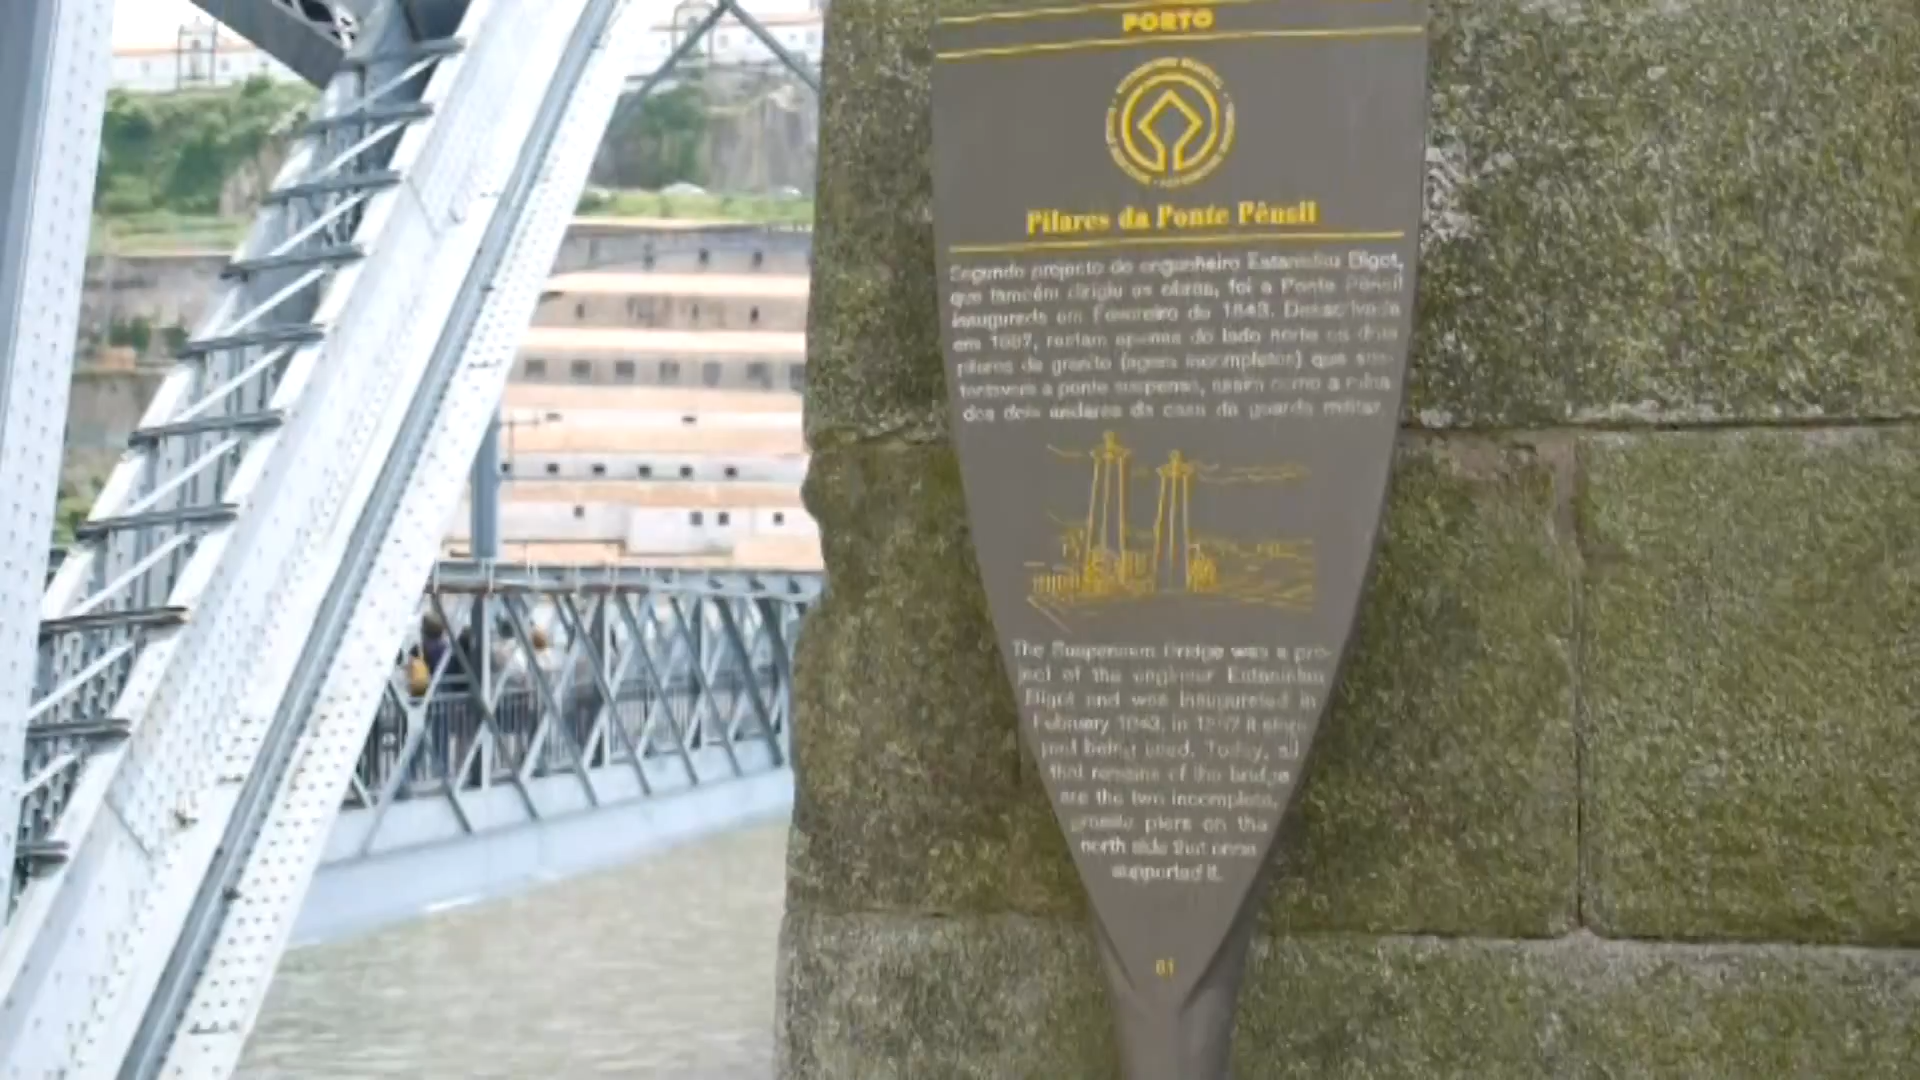 PORTO
Pilares da Ponte Pênsil
Segundo projecto do engenheiro Estanislau Bigot,
que também dirigiu as obras, foi a Ponte Pênsil
inaugurada em Fevereiro de 1843. Desactivada
em 1887, restam apenas do lado norte os dois
pilares de granito (agora incompletos) que sus-
tentavam a ponte suspensa, assim como a ruína
dos dois andares da casa da guarda militar.
The Suspension Bridge was a pro-
ject of the engineer Estanislau
Bigot and was inaugurated in
February 1843. In 1887 it stop-
ped being used. Today, all
that remains of the bridge
are the two incomplete,
granite piers on the
north side that once
supported it.
61